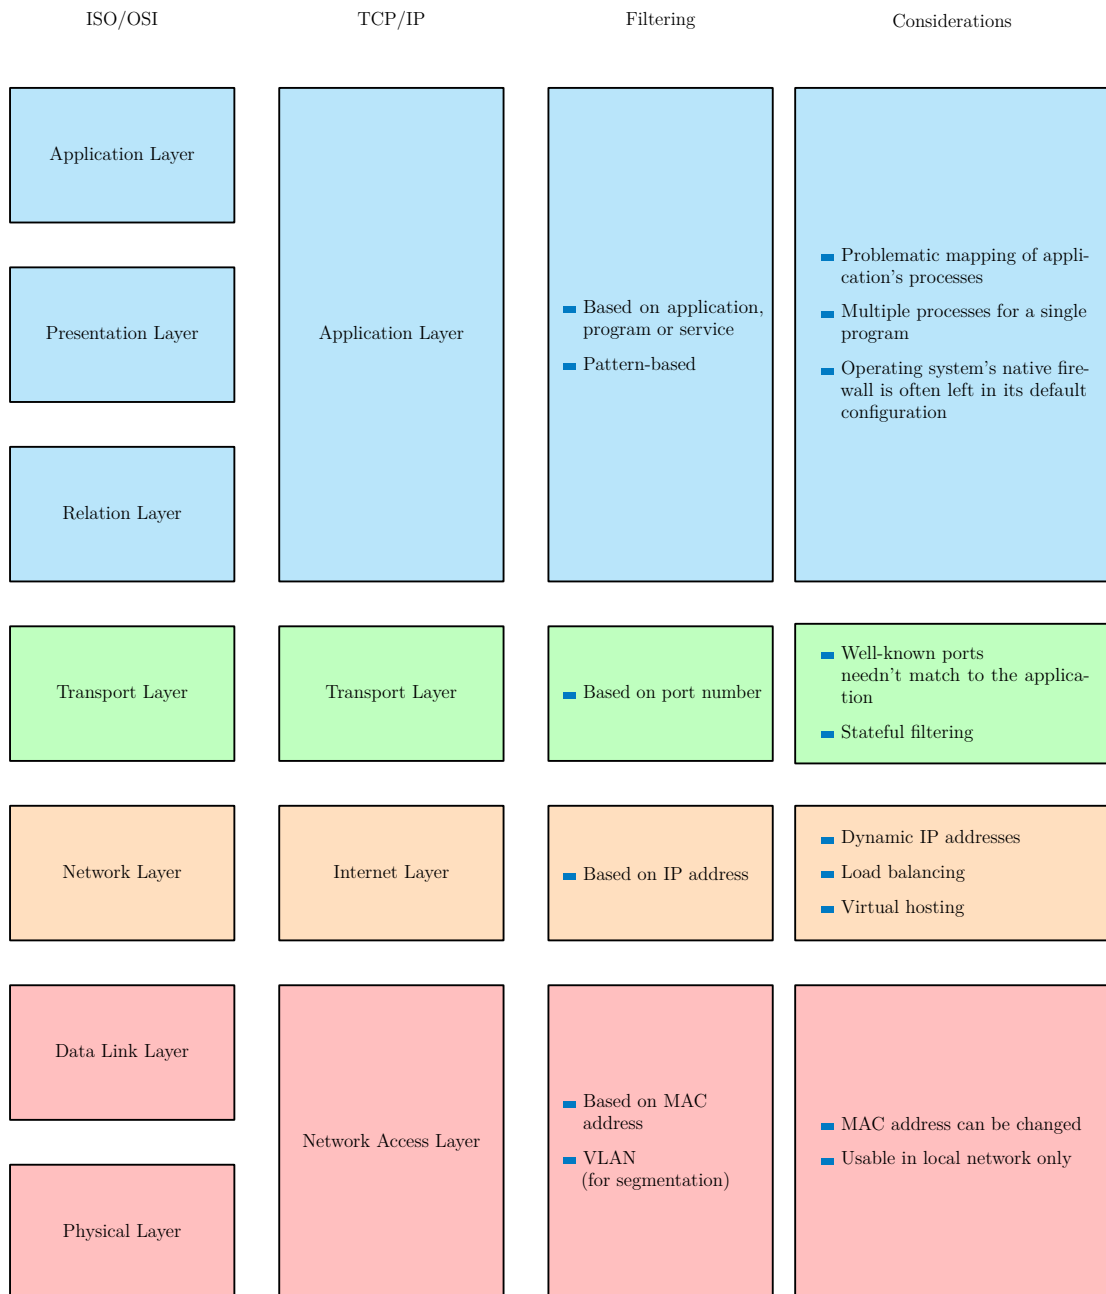 ISO/OSI
TCP/IP
Filtering
Considerations
Application Layer
Presentation Layer
Relation Layer
Application Layer
Based on application,
program or service
Pattern-based
Problematic mapping of appli-
cation's processes
Multiple processes for a single
program
Operating system's native fire-
wall is often left in its default
configuration
Transport Layer
Transport Layer
Based on port number
Well-known ports
needn't match to the applica-
tion
Stateful filtering
Network Layer
Internet Layer
Based on IP address
Dynamic IP addresses
Load balancing
Virtual hosting
Data Link Layer
Physical Layer
Network Access Layer
Based on MAC
address
VLAN
(for segmentation)
MAC address can be changed
Usable in local network only